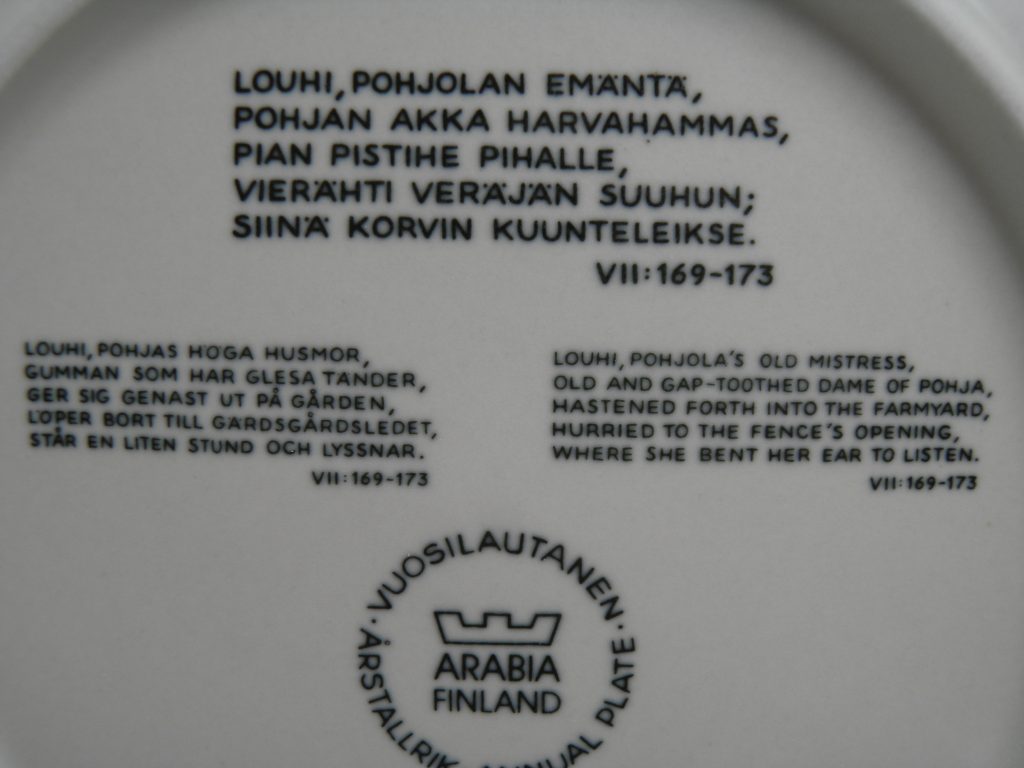 LOUHI, POHJOLAN EMÄNTÄ,
POHJAN AKKA HARVAHAMMAS,
PIAN PISTIHE PIHALLE,
VIERÄHTI VERÄJÄN SUUHUN;
SIINÄ KORVIN KUUNTELEIKSE.
VII:169-173
LOUHI, POHJAS HÖGA HUSMOR,
GUMMAN SOM HAR GLESA TÄNDER,
GER SIG GENAST UT PÅ GÅRDEN,
LÖPER BORT TILL GÄRDSGÅRDSLEDET,
STÅR EN LITEN STUND OCH LYSSNAR.
VII:169-173
LOUHI, POHJOLA'S OLD MISTRESS,
OLD AND GAP-TOOTHED DAME OF POHJA,
HASTENED FORTH INTO THE FARMYARD,
HURRIED TO THE FENCE'S OPENING,
WHERE SHE BENT HER EAR TO LISTEN.
VII:169-173
· VUOSILAUTANEN ·
ARABIA
FINLAND
ÅRSTALLRIK · ANNUAL PLATE